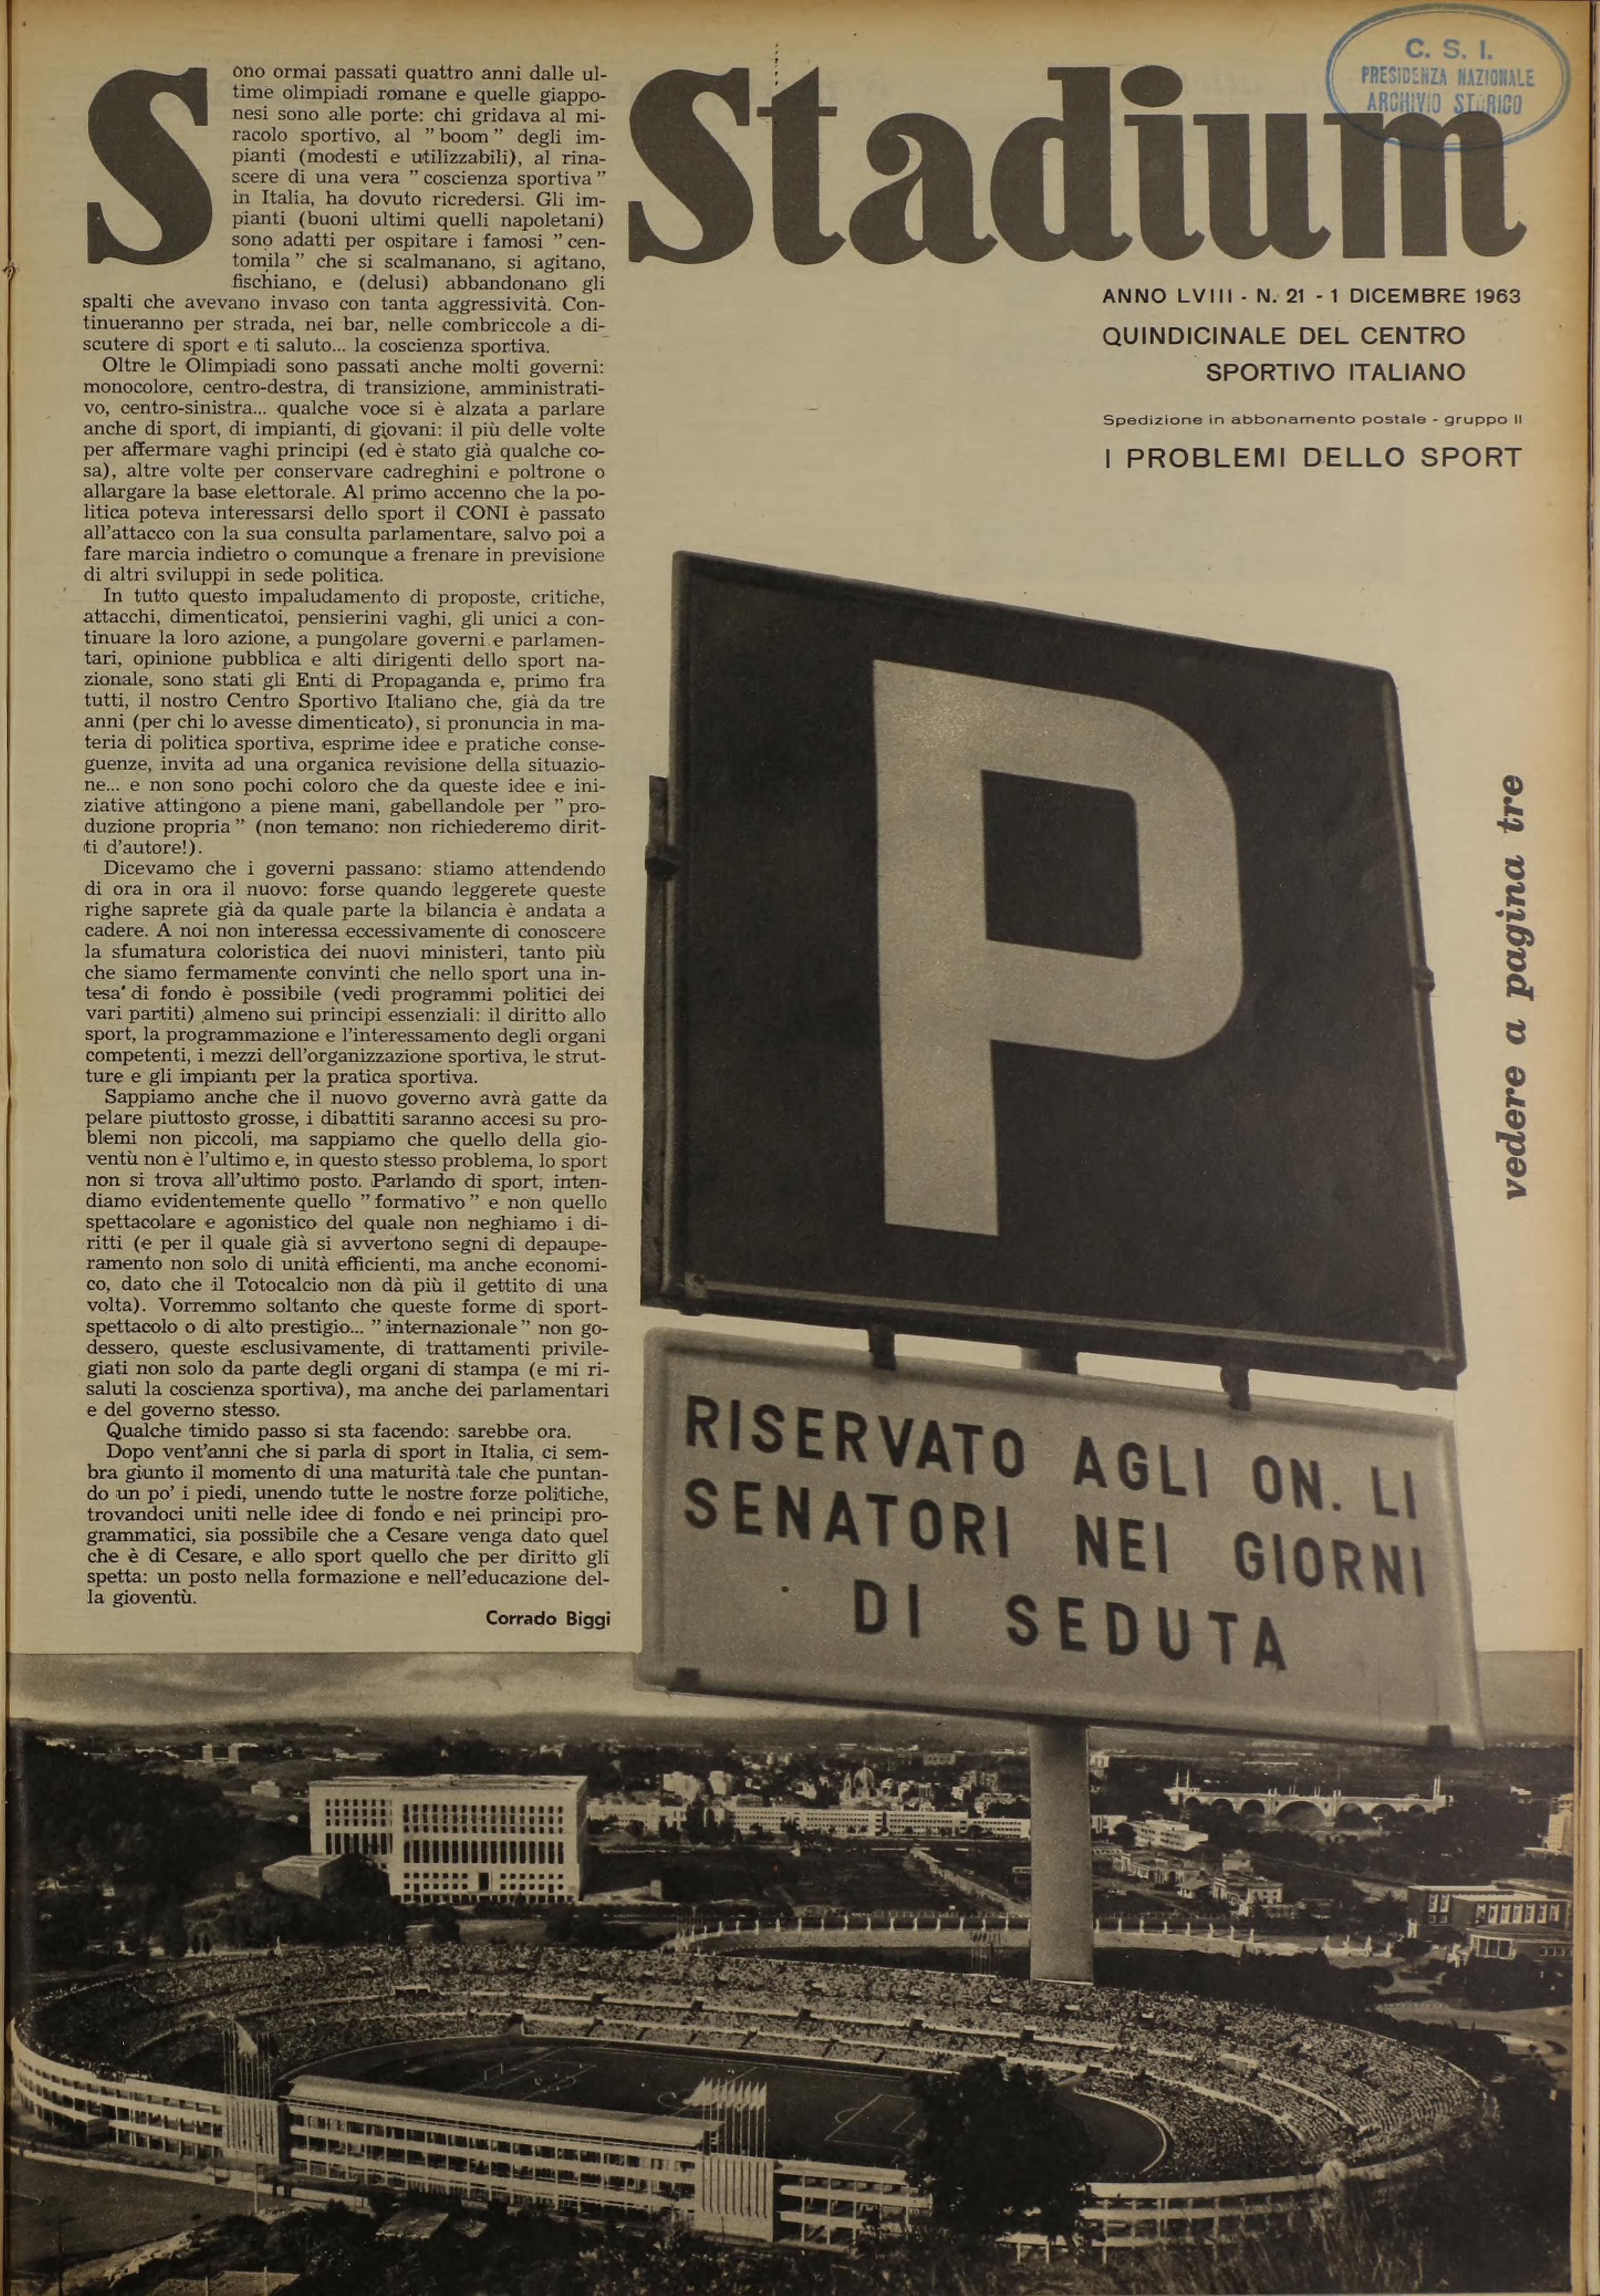 Stadium
C. S. I.
PRESIDENZA NAZIONALE
ARCHIVIO STORICO
ANNO LVIII - N. 21 - 1 DICEMBRE 1963
QUINDICINALE DEL CENTRO
SPORTIVO ITALIANO
Spedizione in abbonamento postale - gruppo II
I PROBLEMI DELLO SPORT
Sono ormai passati quattro anni dalle ul-
time olimpiadi romane e quelle giappo-
nesi sono alle porte: chi gridava al mi-
racolo sportivo, al "boom" degli im-
pianti (modesti e utilizzabili), al rina-
scere di una vera "coscienza sportiva"
in Italia, ha dovuto ricredersi. Gli im-
pianti (buoni ultimi quelli napoletani)
sono adatti per ospitare i famosi "cen-
tomila" che si scalmanano, si agitano,
fischiano, e (delusi) abbandonano gli
spalti che avevano invaso con tanta aggressività. Con-
tinueranno per strada, nei bar, nelle combriccole a di-
scutere di sport e ti saluto... la coscienza sportiva.
Oltre le Olimpiadi sono passati anche molti governi:
monocolore, centro-destra, di transizione, amministrati-
vo, centro-sinistra... qualche voce si è alzata a parlare
anche di sport, di impianti, di giovani: il più delle volte
per affermare vaghi principi (ed è stato già qualche co-
sa), altre volte per conservare cadreghini e poltrone o
allargare la base elettorale. Al primo accenno che la po-
litica poteva interessarsi dello sport il CONI è passato
all'attacco con la sua consulta parlamentare, salvo poi a
fare marcia indietro o comunque a frenare in previsione
di altri sviluppi in sede politica.
In tutto questo impaludamento di proposte, critiche,
attacchi, dimenticatoi, pensierini vaghi, gli unici a con-
tinuare la loro azione, a pungolare governi e parlamen-
tari, opinione pubblica e alti dirigenti dello sport na-
zionale, sono stati gli Enti di Propaganda e, primo fra
tutti, il nostro Centro Sportivo Italiano che, già da tre
anni (per chi lo avesse dimenticato), si pronuncia in ma-
teria di politica sportiva, esprime idee e pratiche conse-
guenze, invita ad una organica revisione della situazio-
ne... e non sono pochi coloro che da queste idee e ini-
ziative attingono a piene mani, gabellandole per "pro-
duzione propria" (non temano: non richiederemo dirit-
ti d'autore!).
Dicevamo che i governi passano: stiamo attendendo
di ora in ora il nuovo: forse quando leggerete queste
righe saprete già da quale parte la bilancia è andata a
cadere. A noi non interessa eccessivamente di conoscere
la sfumatura coloristica dei nuovi ministeri, tanto più
che siamo fermamente convinti che nello sport una in-
tesa di fondo è possibile (vedi programmi politici dei
vari partiti) almeno sui principi essenziali: il diritto allo
sport, la programmazione e l'interessamento degli organi
competenti, i mezzi dell'organizzazione sportiva, le strut-
ture e gli impianti per la pratica sportiva.
Sappiamo anche che il nuovo governo avrà gatte da
pelare piuttosto grosse, i dibattiti saranno accesi su pro-
blemi non piccoli, ma sappiamo che quello della gio-
ventù non è l'ultimo e, in questo stesso problema, lo sport
non si trova all'ultimo posto. Parlando di sport, inten-
diamo evidentemente quello "formativo" e non quello
spettacolare e agonistico del quale non neghiamo i di-
ritti (e per il quale già si avvertono segni di depaupe-
ramento non solo di unità efficienti, ma anche economi-
co, dato che il Totocalcio non dà più il gettito di una
volta). Vorremmo soltanto che queste forme di sport-
spettacolo o di alto prestigio... "internazionale" non go-
dessero, queste esclusivamente, di trattamenti privile-
giati non solo da parte degli organi di stampa (e mi ri-
saluti la coscienza sportiva), ma anche dei parlamentari
e del governo stesso.
Qualche timido passo si sta facendo: sarebbe ora.
Dopo vent'anni che si parla di sport in Italia, ci sem-
bra giunto il momento di una maturità tale che puntan-
do un po' i piedi, unendo tutte le nostre forze politiche,
trovandoci uniti nelle idee di fondo e nei principi pro-
grammatici, sia possibile che a Cesare venga dato quel
che è di Cesare, e allo sport quello che per diritto gli
spetta: un posto nella formazione e nell'educazione del-
la gioventù.
Corrado Biggi
P
RISERVATO AGLI ON. LI
SENATORI NEI GIORNI
DI SEDUTA
vedere a pagina tre